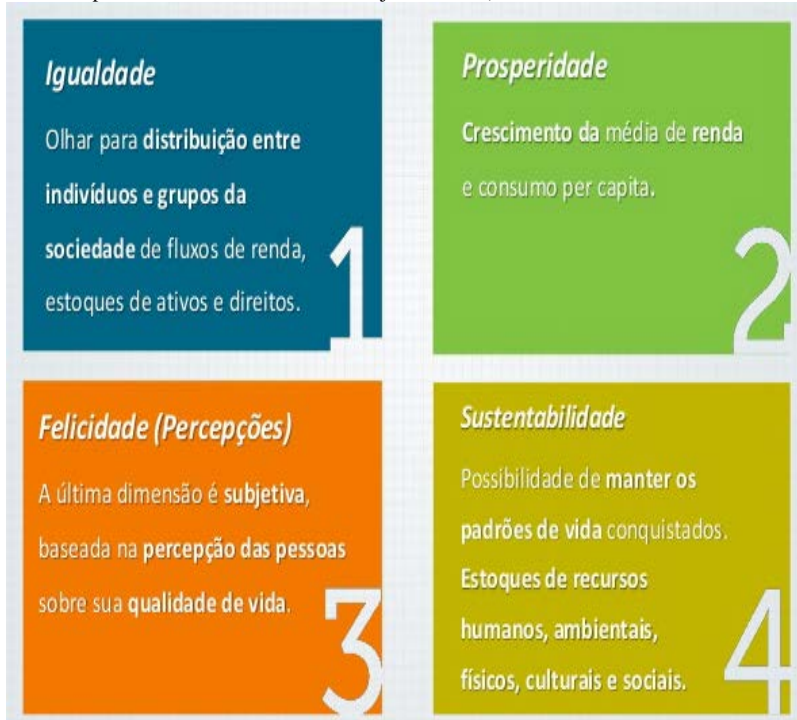 Igualdade
Olhar para distribuição entre
indivíduos e grupos da
sociedade de fluxos de renda,
estoques de ativos e direitos.
1
Prosperidade
Crescimento da média de renda
e consumo per capita.
2
Felicidade (Percepções)
A última dimensão é subjetiva,
baseada na percepção das pessoas
sobre sua qualidade de vida.
3
Sustentabilidade
Possibilidade de manter os
padrões de vida conquistados.
Estoques de recursos
humanos, ambientais,
físicos, culturais e sociais.
4